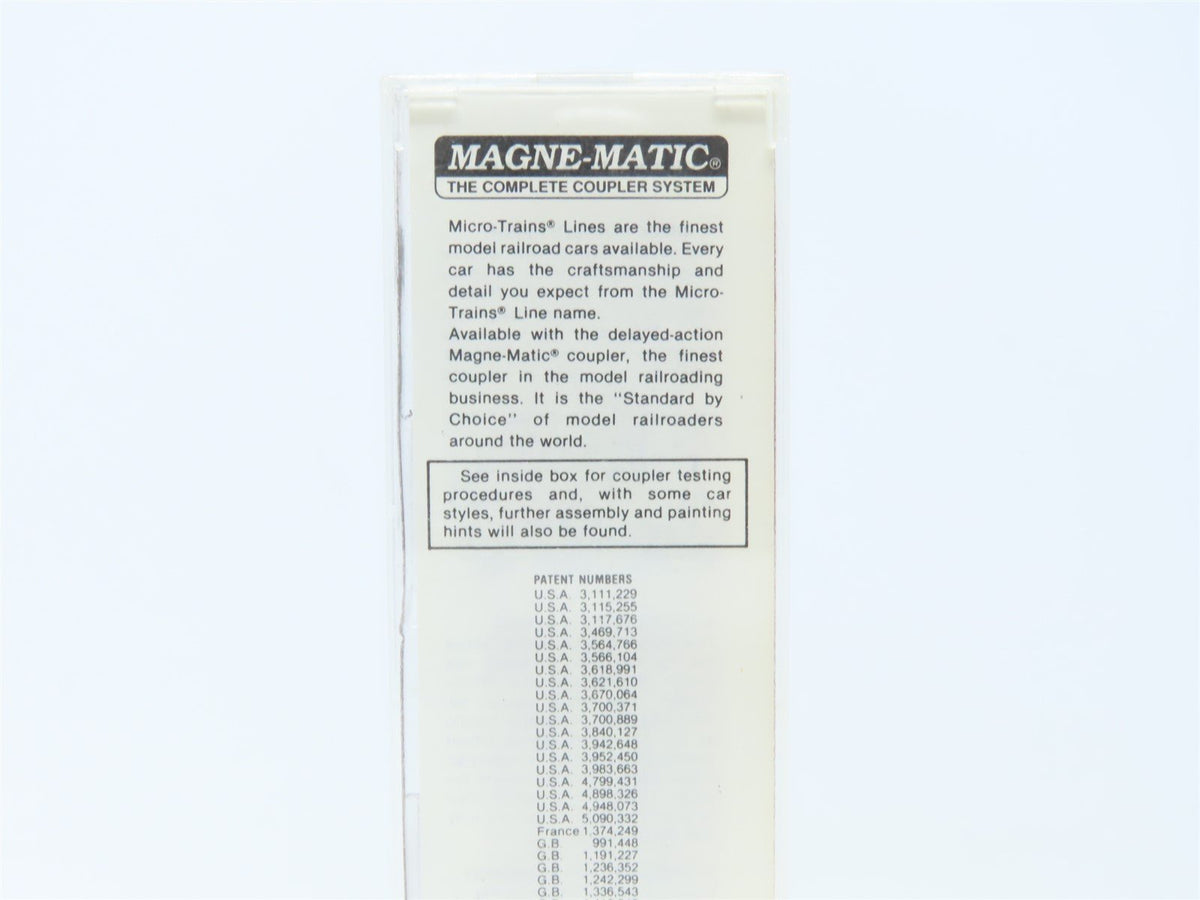 MAGNE-MATIC®
THE COMPLETE COUPLER SYSTEM
Micro-Trains® Lines are the finest
model railroad cars available. Every
car has the craftsmanship and
detail you expect from the Micro-
Trains® Line name.
Available with the delayed-action
Magne-Matic® coupler, the finest
coupler in the model railroading
business. It is the "Standard by
Choice" of model railroaders
around the world.
See inside box for coupler testing
procedures and, with some car
styles, further assembly and painting
hints will also be found.
PATENT NUMBERS
U.S.A. 3,111,229
U.S.A. 3,115,255
U.S.A. 3,117,676
U.S.A. 3,469,713
U.S.A. 3,564,766
U.S.A. 3,566,104
U.S.A. 3,618,991
U.S.A. 3,621,610
U.S.A. 3,670,064
U.S.A. 3,700,371
U.S.A. 3,700,889
U.S.A. 3,840,127
U.S.A. 3,942,648
U.S.A. 3,952,450
U.S.A. 3,983,663
U.S.A. 4,799,431
U.S.A. 4,898,326
U.S.A. 4,948,073
U.S.A. 5,090,332
France 1,374,249
G.B. 991,448
G.B. 1,191,227
G.B. 1,236,352
G.B. 1,242,299
G.B. 1,336,543